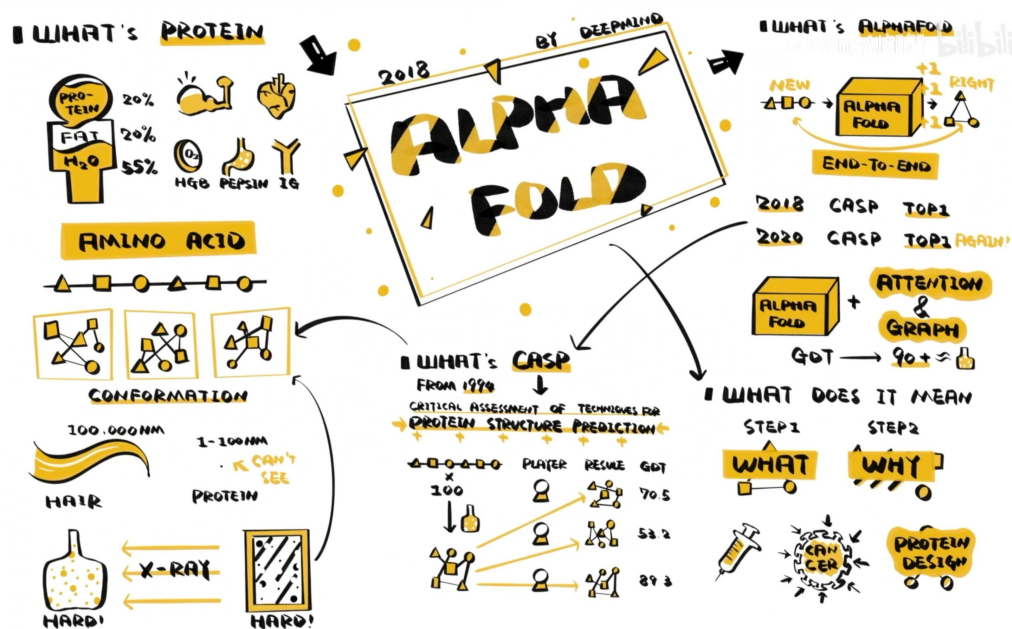 WHAT'S PROTEIN
PRO-
TEIN
20%
FAT
20%
H₂O
55%
O₂
HGB PEPSIN IG
AMINO ACID
CONFORMATION
100.000NM
HAIR
1-100NM
CAN'T
SEE
PROTEIN
X-RAY
HARD!
HARD!
2018
BY DEEPMIND
ALPHA
FOLD
WHAT'S CASP
FROM 1994
CRITICAL ASSESSMENT OF TECHNIQUES FOR
PROTEIN STRUCTURE PREDICTION
PLAYER RESULE GDT
×
100
70.5
53.2
89.3
WHAT'S ALPHAFOLD
bilibili
NEW
ALPHA
FOLD
+1
+1
+1
RIGHT
END-TO-END
2018 CASP TOP1
2020 CASP TOP1 AGAIN!
ALPHA
FOLD
+
ATTENTION
&
GRAPH
GDT → 90+ ≈
WHAT DOES IT MEAN
STEP1
WHAT
STEP2
WHY
CAN
CER
PROTEIN
DESIGN